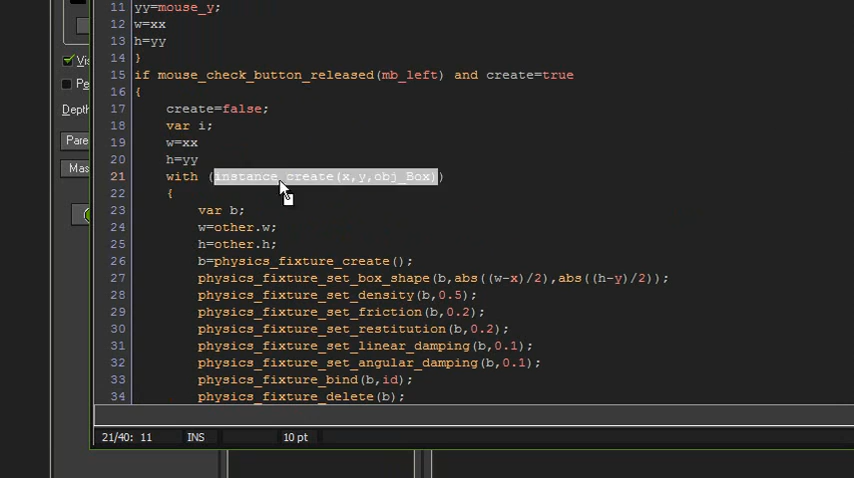 11 yy=mouse_y;
12 w=xx
13 h=yy
14 }
15 if mouse_check_button_released(mb_left) and create=true
16 {
17 create=false;
18 var i;
19 w=xx
20 h=yy
21 with (instance_create(x,y,obj_Box))
22 {
23 var b;
24 w=other.w;
25 h=other.h;
26 b=physics_fixture_create();
27 physics_fixture_set_box_shape(b,abs((w-x)/2),abs((h-y)/2));
28 physics_fixture_set_density(b,0.5);
29 physics_fixture_set_friction(b,0.2);
30 physics_fixture_set_restitution(b,0.2);
31 physics_fixture_set_linear_damping(b,0.1);
32 physics_fixture_set_angular_damping(b,0.1);
33 physics_fixture_bind(b,id);
34 physics_fixture_delete(b);
Vis
Pe
Depth
Pare
Mas
21/40: 11 INS 10 pt